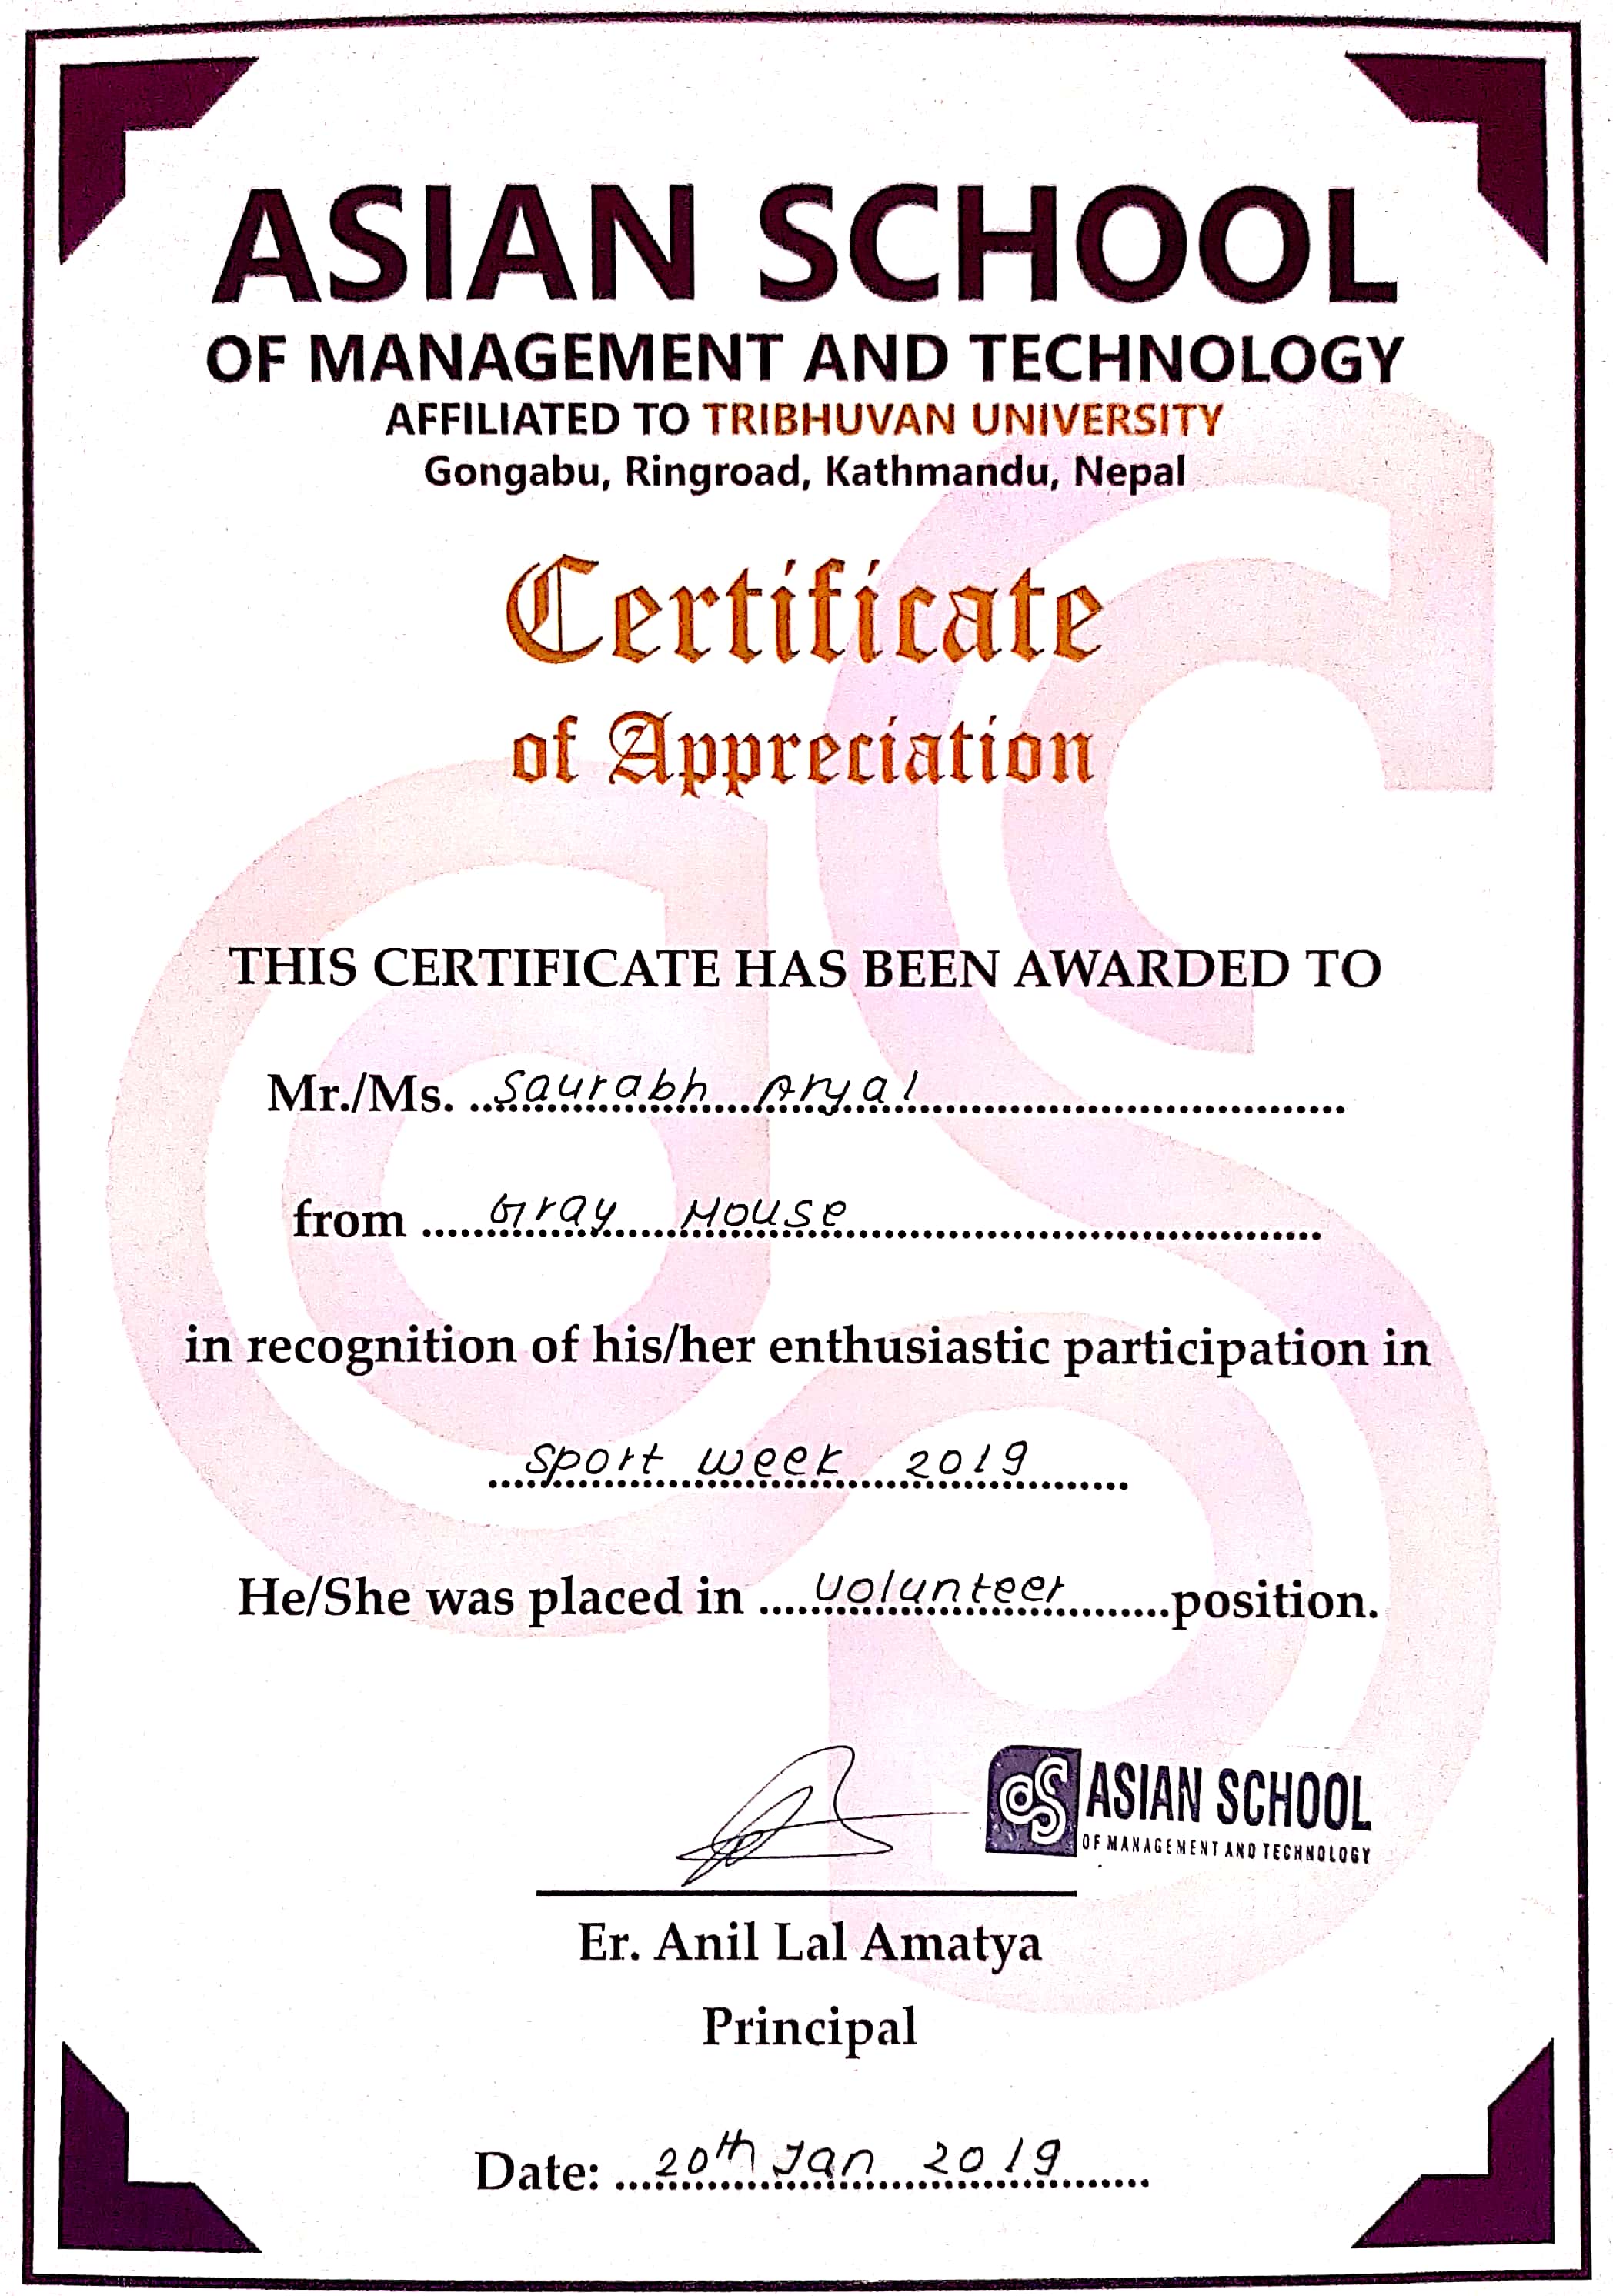 ASIAN SCHOOL
OF MANAGEMENT AND TECHNOLOGY
AFFILIATED TO TRIBHUVAN UNIVERSITY
Gongabu, Ringroad, Kathmandu, Nepal
Certificate
of Appreciation
THIS CERTIFICATE HAS BEEN AWARDED TO
Mr./Ms. Saurabh Aryal
from Gray House
in recognition of his/her enthusiastic participation in
Sport week 2019
He/She was placed in volunteer position.
as ASIAN SCHOOL
OF MANAGEMENT AND TECHNOLOGY
Er. Anil Lal Amatya
Principal
Date: 20th Jan 2019